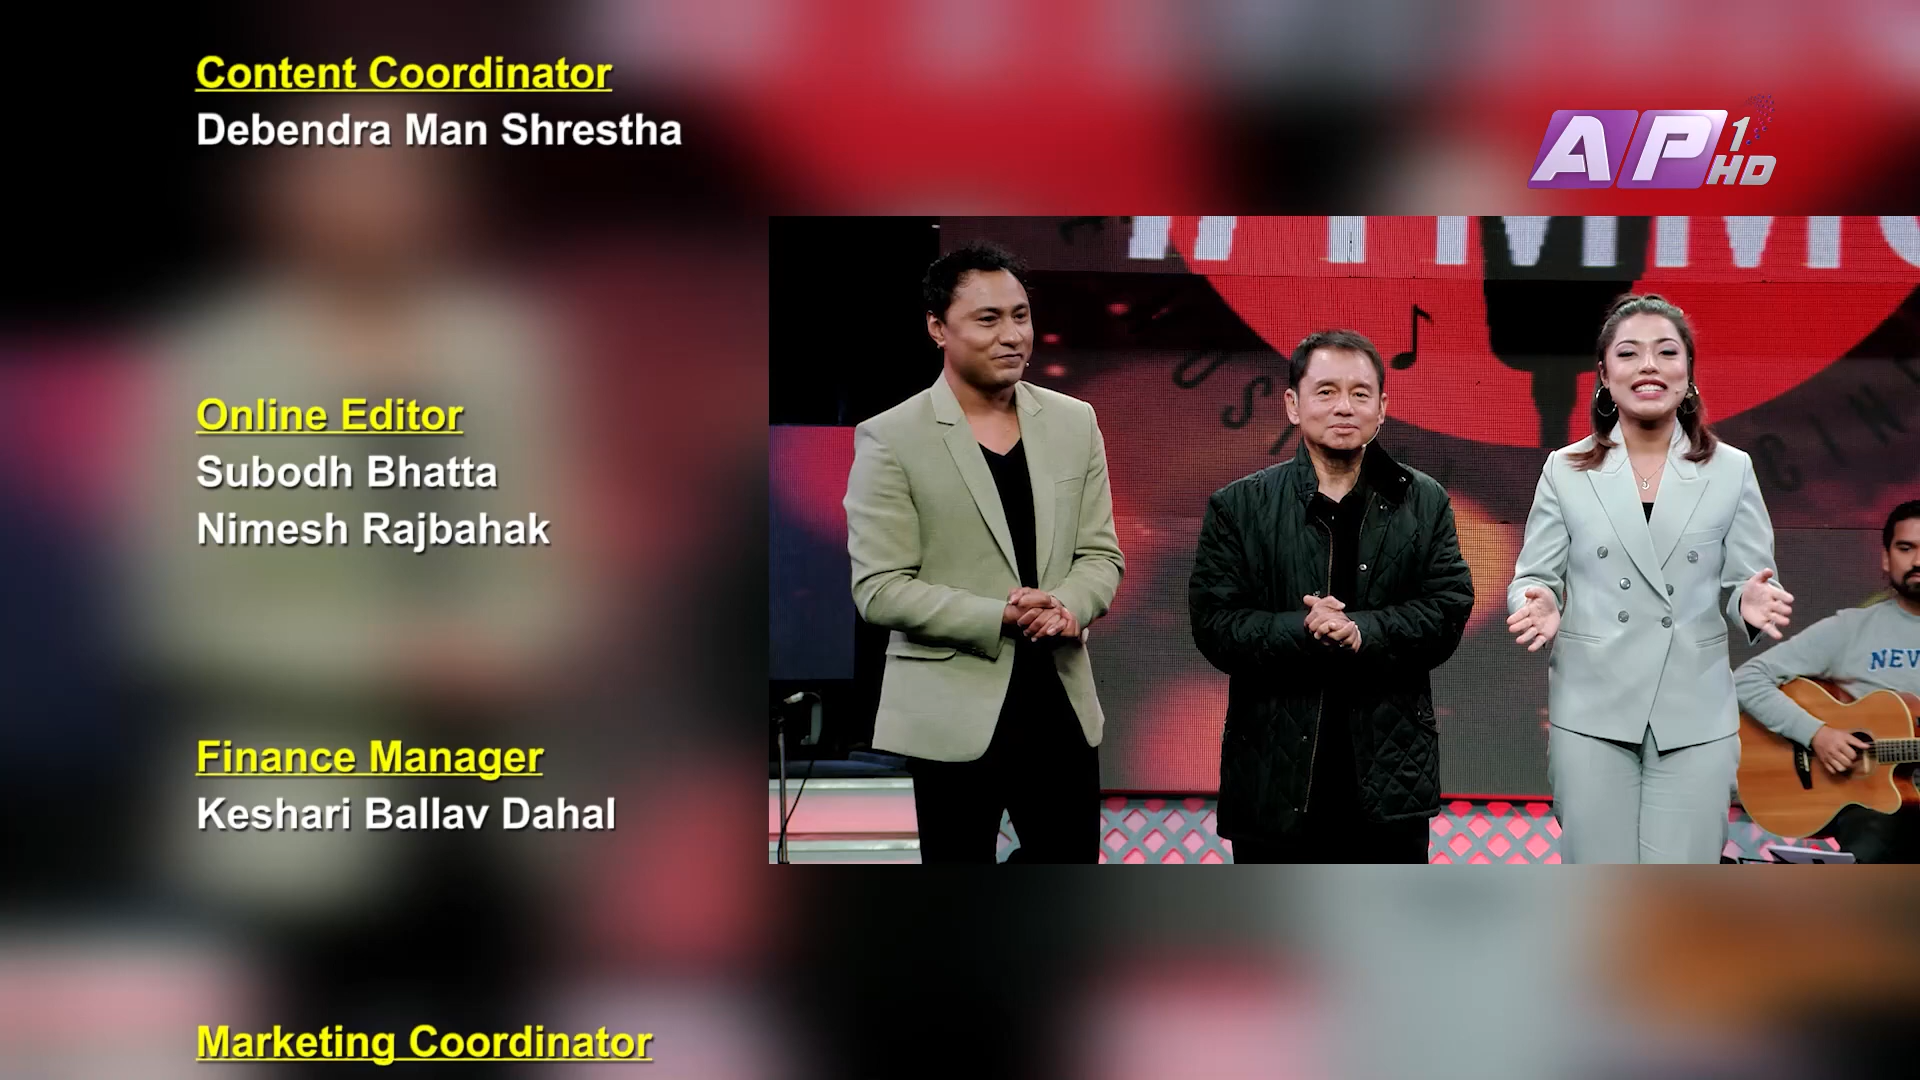 Content Coordinator
Debendra Man Shrestha
AP1
HD
Online Editor
Subodh Bhatta
Nimesh Rajbahak
NEV
Finance Manager
Keshari Ballav Dahal
Marketing Coordinator